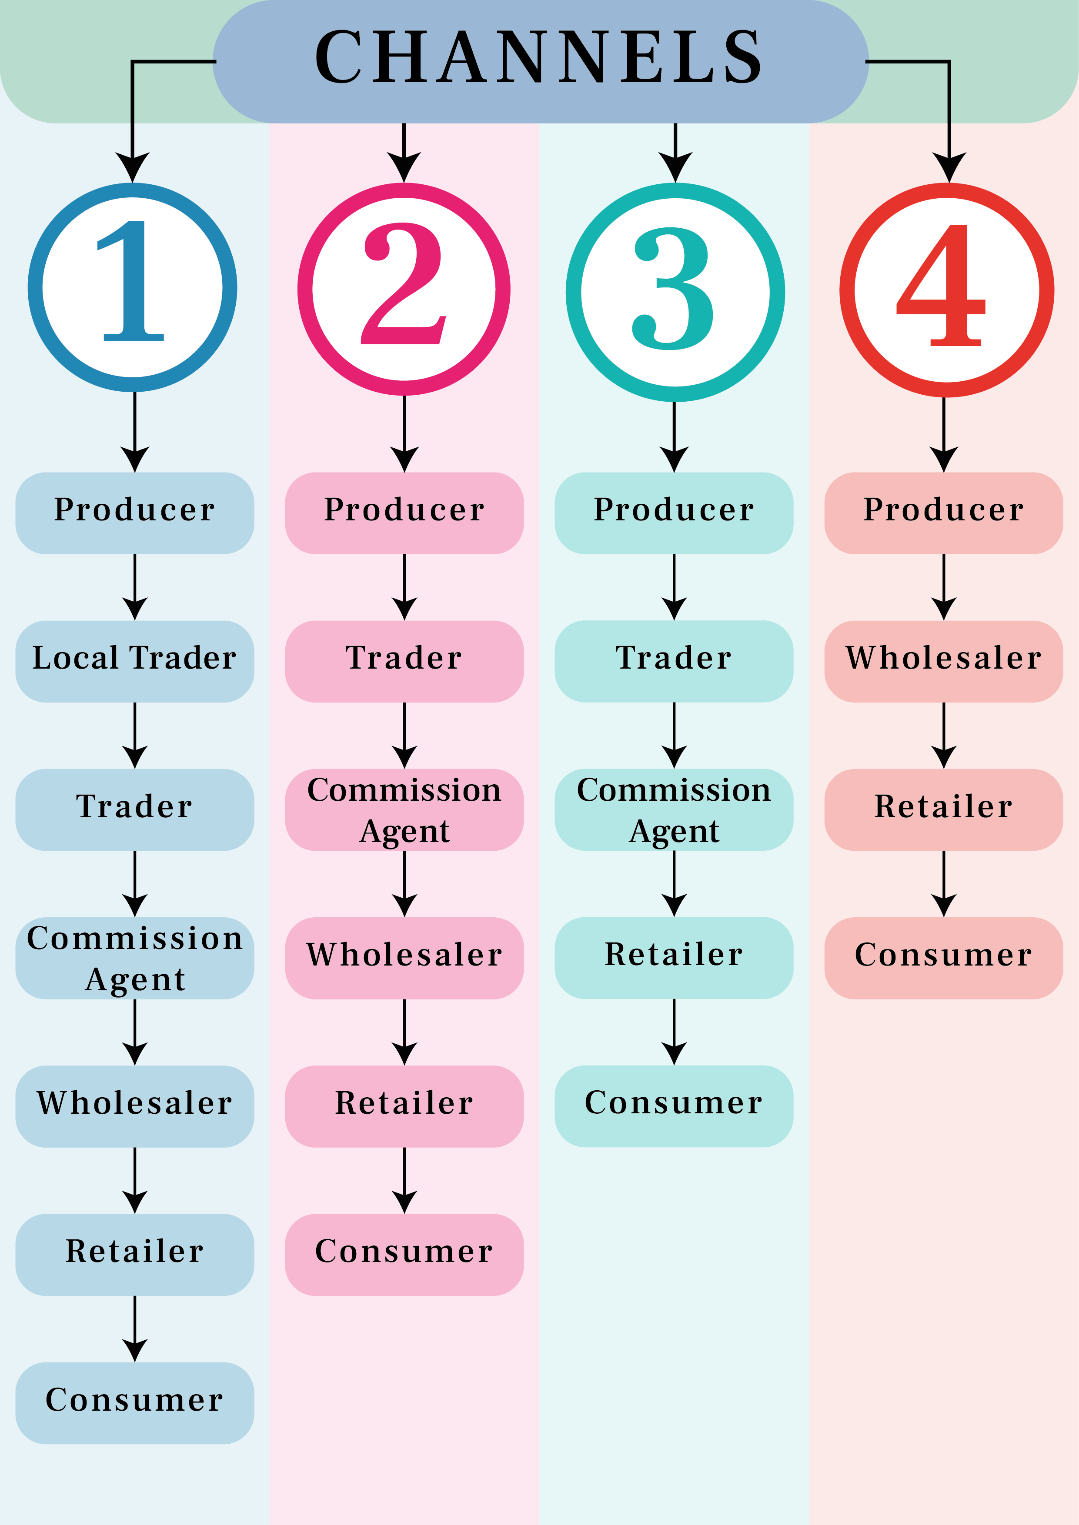 CHANNELS
1
Producer
Local Trader
Trader
Commission
Agent
Wholesaler
Retailer
Consumer
2
Producer
Trader
Commission
Agent
Wholesaler
Retailer
Consumer
3
Producer
Trader
Commission
Agent
Retailer
Consumer
4
Producer
Wholesaler
Retailer
Consumer